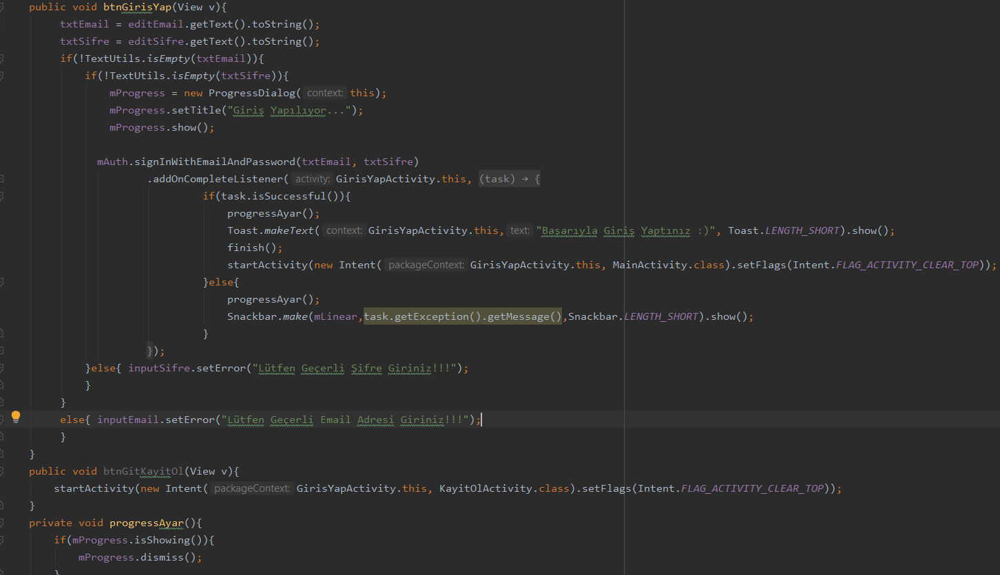 public void btnGirisYap(View v){
txtEmail = editEmail.getText().toString();
txtSifre = editSifre.getText().toString();
if(!TextUtils.isEmpty(txtEmail)){
if(!TextUtils.isEmpty(txtSifre)){
mProgress = new ProgressDialog( context: this);
mProgress.setTitle("Giriş Yapılıyor...");
mProgress.show();
mAuth.signInWithEmailAndPassword(txtEmail, txtSifre)
.addOnCompleteListener( activity: GirisYapActivity.this, (task) → {
if(task.isSuccessful()){
progressAyar();
Toast.makeText( context: GirisYapActivity.this, text: "Başarıyla Giriş Yaptınız :)", Toast.LENGTH_SHORT).show();
finish();
startActivity(new Intent( packageContext: GirisYapActivity.this, MainActivity.class).setFlags(Intent.FLAG_ACTIVITY_CLEAR_TOP));
}else{
progressAyar();
Snackbar.make(mLinear,task.getException().getMessage(),Snackbar.LENGTH_SHORT).show();
}
});
}else{ inputSifre.setError("Lütfen Geçerli Şifre Giriniz!!!");
}
}
else{ inputEmail.setError("Lütfen Geçerli Email Adresi Giriniz!!!");
}
}
public void btnGitKayitOl(View v){
startActivity(new Intent( packageContext: GirisYapActivity.this, KayitOlActivity.class).setFlags(Intent.FLAG_ACTIVITY_CLEAR_TOP));
}
private void progressAyar(){
if(mProgress.isShowing()){
mProgress.dismiss();
}